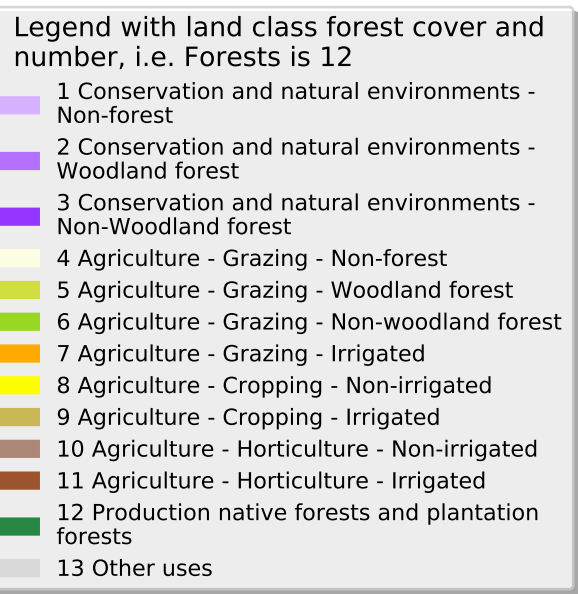 Legend with land class forest cover and
number, i.e. Forests is 12
1 Conservation and natural environments -
Non-forest
2 Conservation and natural environments -
Woodland forest
3 Conservation and natural environments -
Non-Woodland forest
4 Agriculture - Grazing - Non-forest
5 Agriculture - Grazing - Woodland forest
6 Agriculture - Grazing - Non-woodland forest
7 Agriculture - Grazing - Irrigated
8 Agriculture - Cropping - Non-irrigated
9 Agriculture - Cropping - Irrigated
10 Agriculture - Horticulture - Non-irrigated
11 Agriculture - Horticulture - Irrigated
12 Production native forests and plantation
forests
13 Other uses